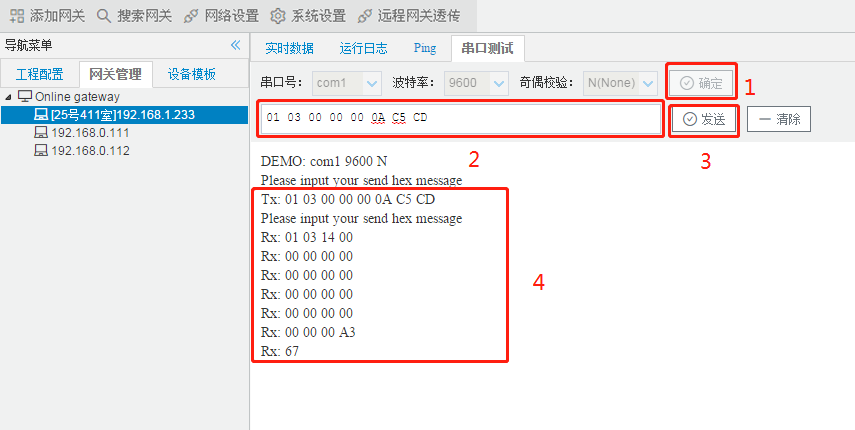 添加网关 搜索网关 网络设置 系统设置 远程网关透传
导航菜单
实时数据 运行日志 Ping 串口测试
工程配置 网关管理 设备模板
串口号： com1 波特率： 9600 奇偶校验： N(None) 确定 1
Online gateway
[25号411室]192.168.1.233
192.168.0.111
192.168.0.112
01 03 00 00 00 0A C5 CD 发送 清除
2 3
DEMO: com1 9600 N
Please input your send hex message
Tx: 01 03 00 00 00 0A C5 CD
Please input your send hex message
Rx: 01 03 14 00
Rx: 00 00 00 00
Rx: 00 00 00 00
4
Rx: 00 00 00 00
Rx: 00 00 00 00
Rx: 00 00 00 A3
Rx: 67